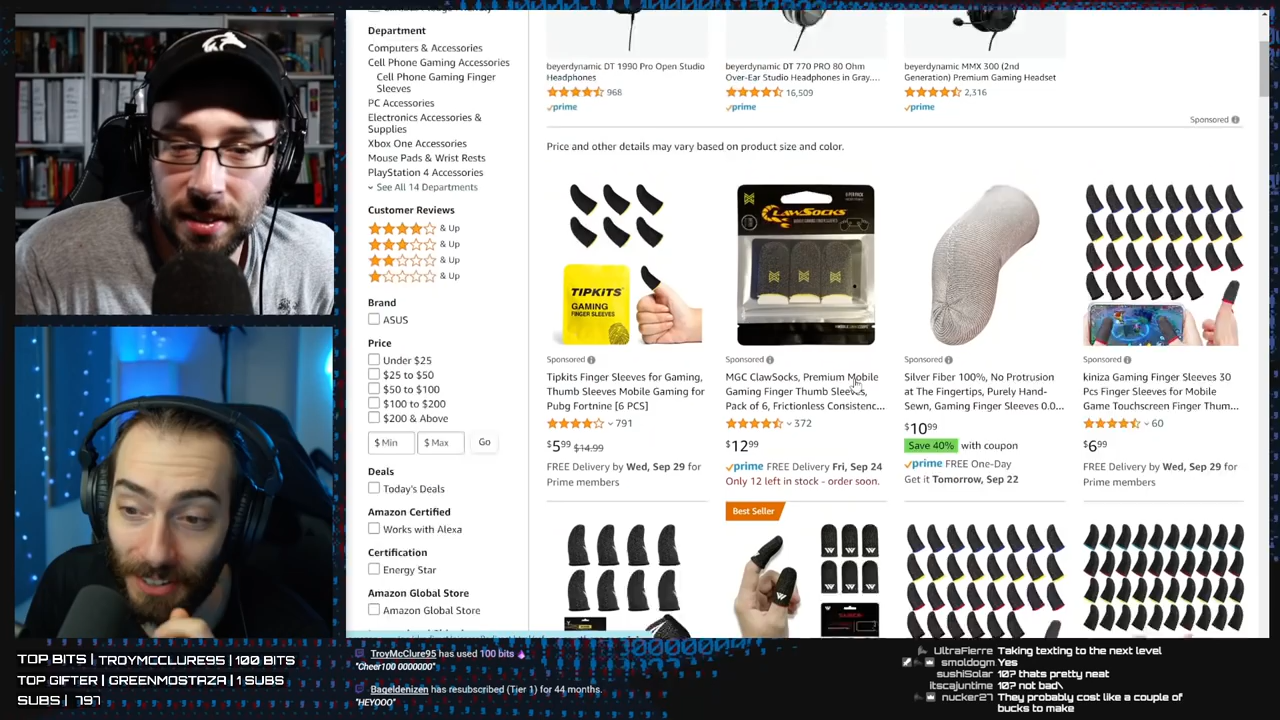 Department
Computers & Accessories
Cell Phone Gaming Accessories
Cell Phone Gaming Finger
Sleeves
PC Accessories
Electronics Accessories &
Supplies
Xbox One Accessories
Mouse Pads & Wrist Rests
PlayStation 4 Accessories
See All 14 Departments
Customer Reviews
& Up
& Up
& Up
& Up
Brand
ASUS
Price
Under $25
$25 to $50
$50 to $100
$100 to $200
$200 & Above
$ Min
$ Max
Go
Deals
Today's Deals
Amazon Certified
Works with Alexa
Certification
Energy Star
Amazon Global Store
Amazon Global Store
beyerdynamic DT 1990 Pro Open Studio
Headphones
968
prime
beyerdynamic DT 770 PRO 80 Ohm
Over-Ear Studio Headphones in Gray....
16,509
prime
beyerdynamic MMX 300 (2nd
Generation) Premium Gaming Headset
2,316
prime
Sponsored
Price and other details may vary based on product size and color.
TIPKITS
GAMING
FINGER SLEEVES
Sponsored
Tipkits Finger Sleeves for Gaming,
Thumb Sleeves Mobile Gaming for
Pubg Fortnine [6 PCS]
791
$5.99 $14.99
FREE Delivery by Wed, Sep 29 for
Prime members
CLAWSOCKS
Sponsored
MGC ClawSocks, Premium Mobile
Gaming Finger Thumb Sleeves,
Pack of 6, Frictionless Consistenc...
372
$12.99
prime FREE Delivery Fri, Sep 24
Only 12 left in stock - order soon.
Sponsored
Silver Fiber 100%, No Protrusion
at The Fingertips, Purely Hand-
Sewn, Gaming Finger Sleeves 0.0...
$10.99
Save 40% with coupon
prime FREE One-Day
Get it Tomorrow, Sep 22
Sponsored
kiniza Gaming Finger Sleeves 30
Pcs Finger Sleeves for Mobile
Game Touchscreen Finger Thum...
60
$6.99
FREE Delivery by Wed, Sep 29 for
Prime members
Best Seller
TOP BITS | TROYMCCLURE95 | 100 BITS
TOP GIFTER | GREENMOSTAZA | 1 SUBS
SUBS | 797
TroyMcClure95 has used 100 bits
"Cheer100 0000000"
Bageldenizen has resubscribed (Tier 1) for 44 months.
"HEYOOO"
UltraFierre Taking texting to the next level
smoldogm Yes
sushiSolar 10? thats pretty neat
itscajuntime 10? not bad\
nucker27 They probably cost like a couple of
bucks to make